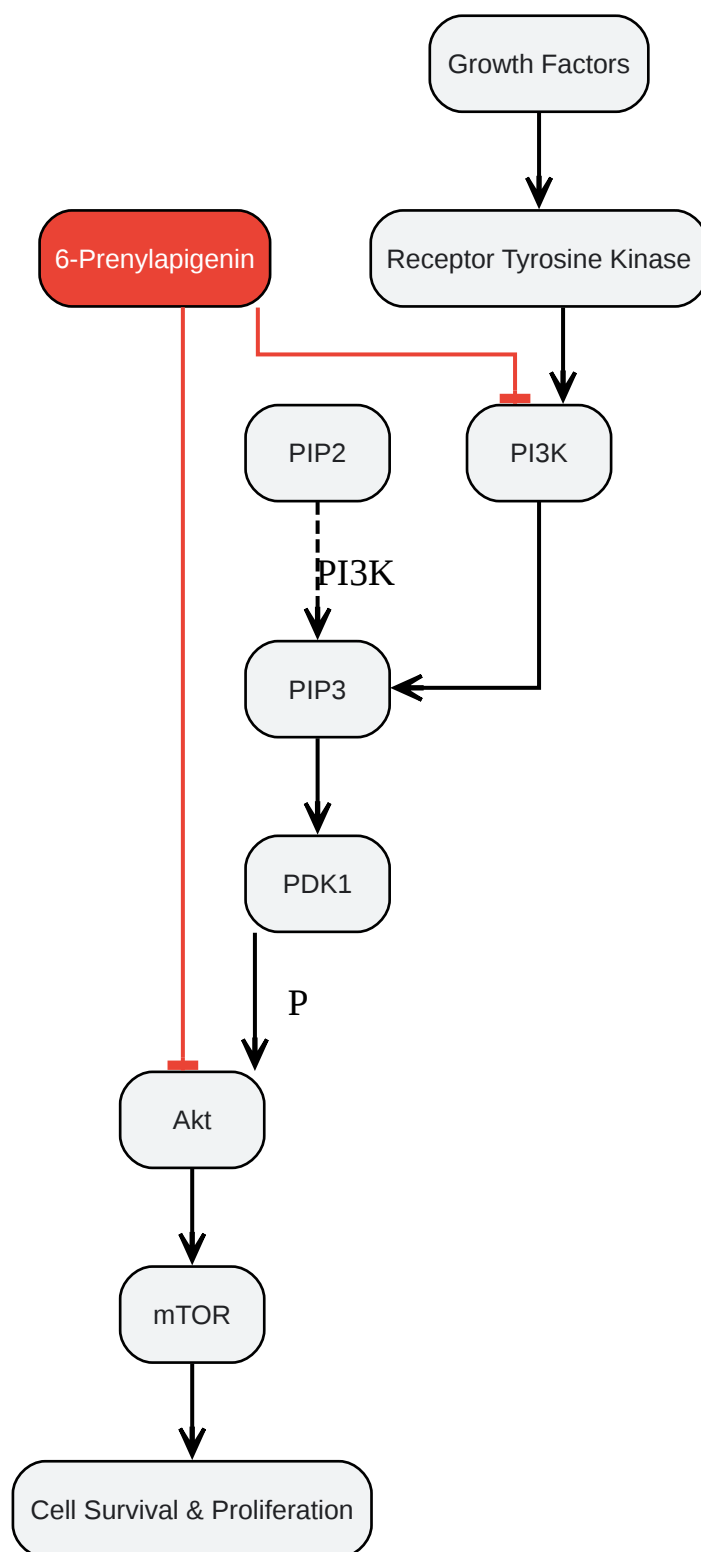 Growth Factors
6-Prenylapigenin
Receptor Tyrosine Kinase
PIP2
PI3K
PI3K
PIP3
PDK1
P
Akt
mTOR
Cell Survival & Proliferation